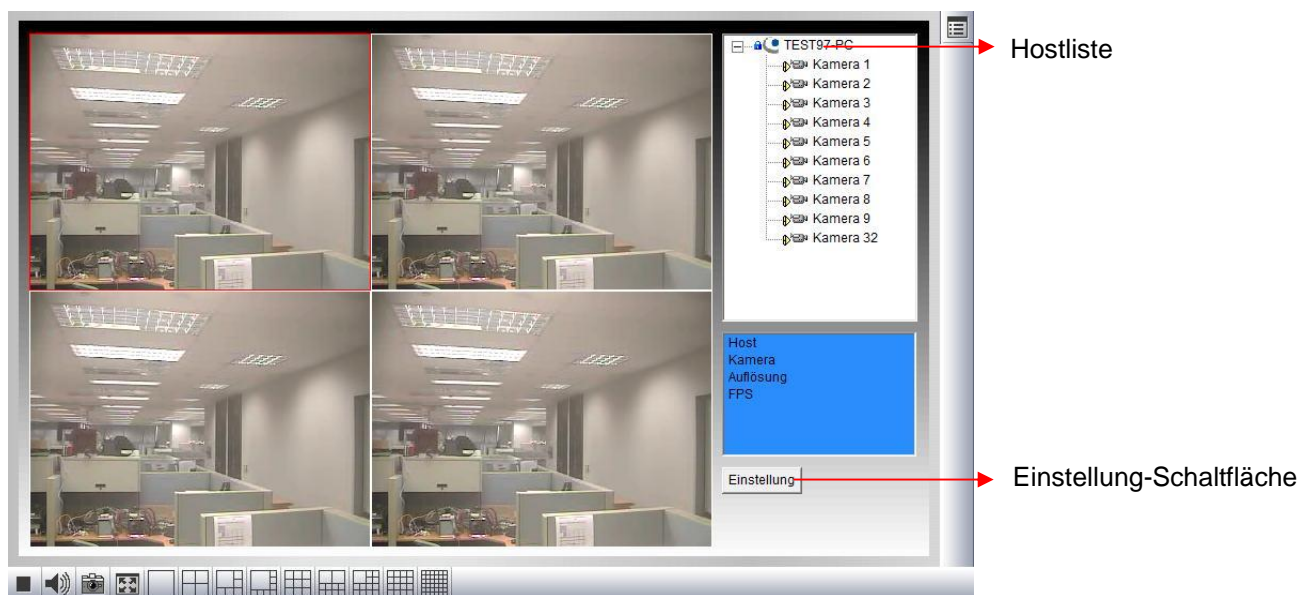 TEST97-PC
Hostliste
Kamera 1
Kamera 2
Kamera 3
Kamera 4
Kamera 5
Kamera 6
Kamera 7
Kamera 8
Kamera 9
Kamera 32
Host
Kamera
Auflösung
FPS
Einstellung
Einstellung-Schaltfläche